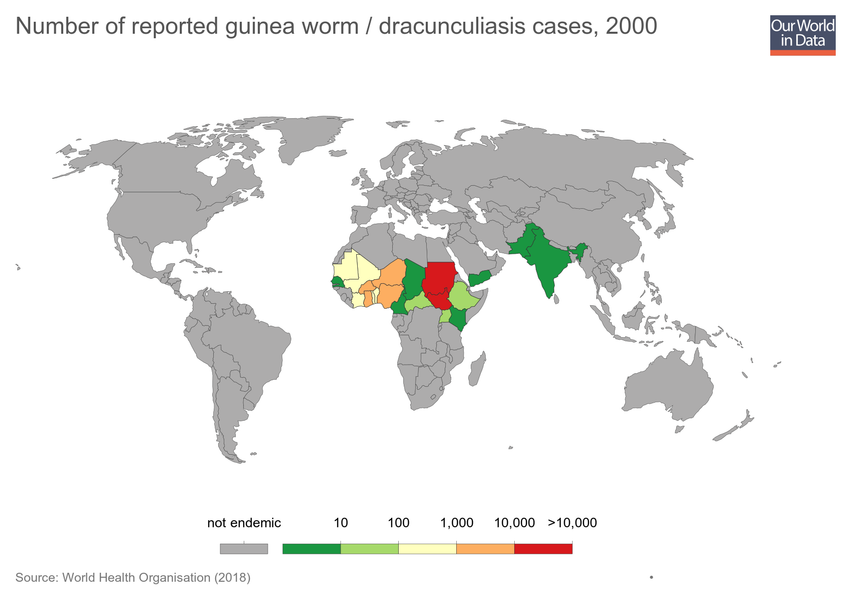 Number of reported guinea worm / dracunculiasis cases, 2000
Our World
in Data
not endemic 10 100 1,000 10,000 >10,000
Source: World Health Organisation (2018)